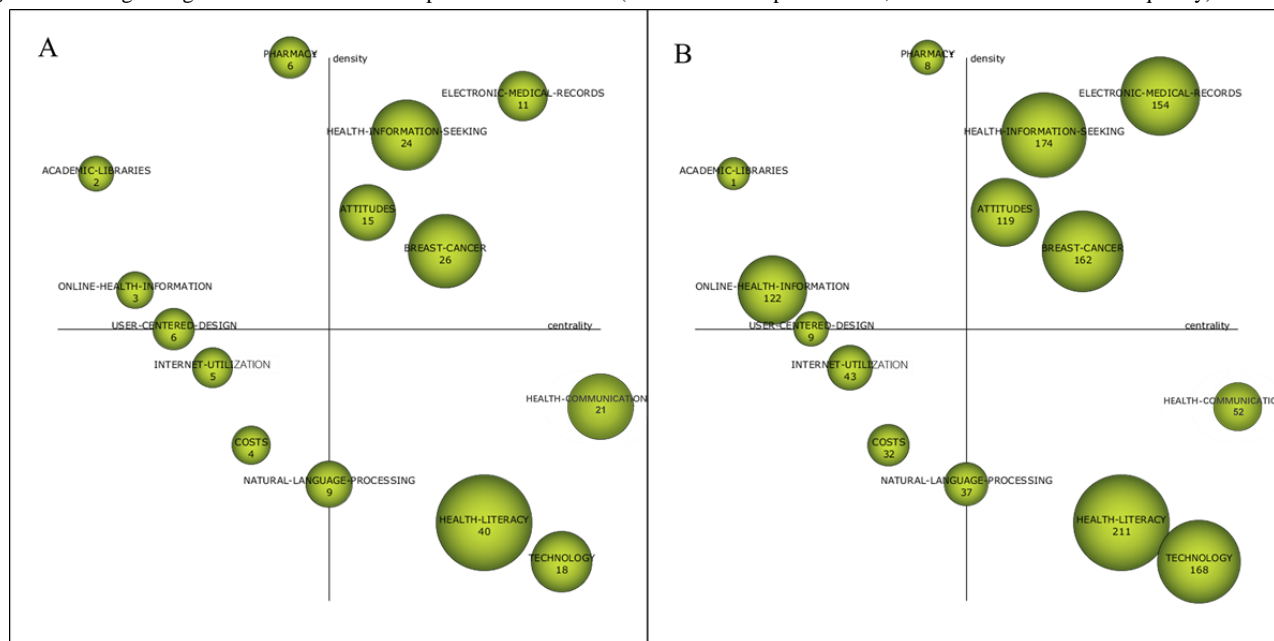 A
PHARMACY
6
density
ELECTRONIC-MEDICAL-RECORDS
11
HEALTH-INFORMATION-SEEKING
24
ACADEMIC-LIBRARIES
2
ATTITUDES
15
BREAST-CANCER
26
ONLINE-HEALTH-INFORMATION
3
USER-CENTERED-DESIGN
6
centrality
INTERNET-UTILIZATION
5
HEALTH-COMMUNICATION
21
COSTS
4
NATURAL-LANGUAGE-PROCESSING
9
HEALTH-LITERACY
40
TECHNOLOGY
18
B
PHARMACY
8
density
ELECTRONIC-MEDICAL-RECORDS
154
HEALTH-INFORMATION-SEEKING
174
ACADEMIC-LIBRARIES
1
ATTITUDES
119
BREAST-CANCER
162
ONLINE-HEALTH-INFORMATION
122
USER-CENTERED-DESIGN
9
centrality
INTERNET-UTILIZATION
43
HEALTH-COMMUNICATIO
52
COSTS
32
NATURAL-LANGUAGE-PROCESSING
37
HEALTH-LITERACY
211
TECHNOLOGY
168